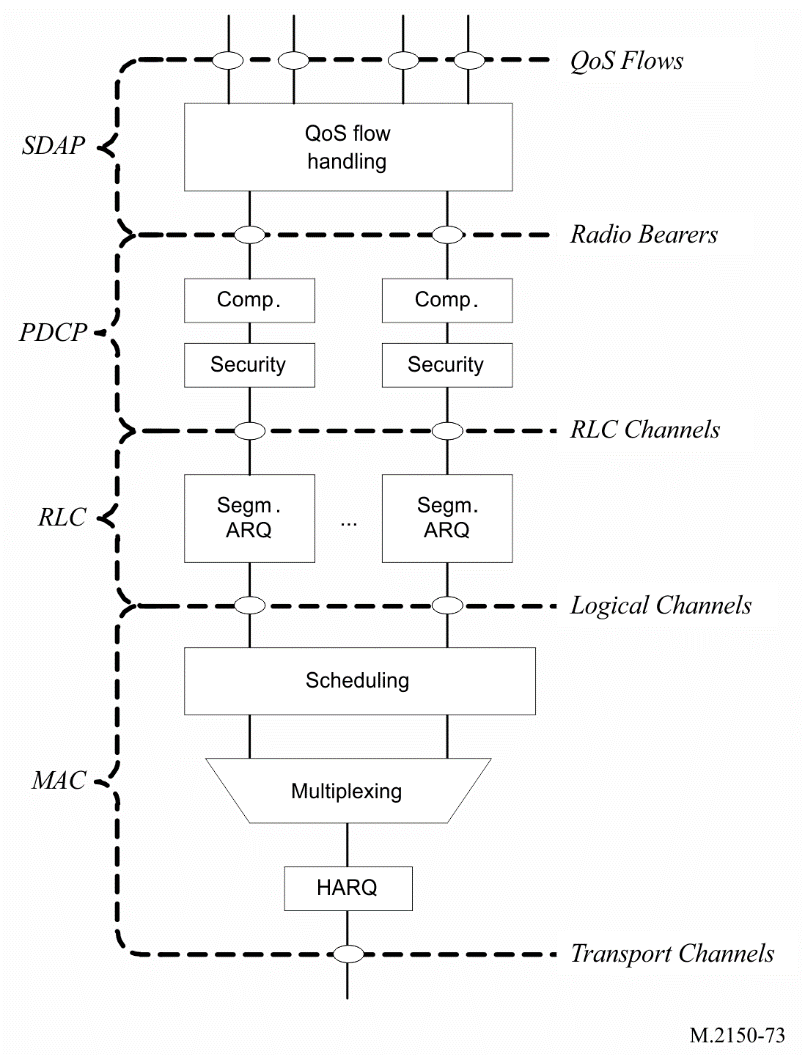 QoS Flows
QoS flow
handling
SDAP
Radio Bearers
Comp.
Comp.
PDCP
Security
Security
RLC Channels
Segm.
ARQ
...
Segm.
ARQ
RLC
Logical Channels
Scheduling
MAC
Multiplexing
HARQ
Transport Channels
M.2150-73